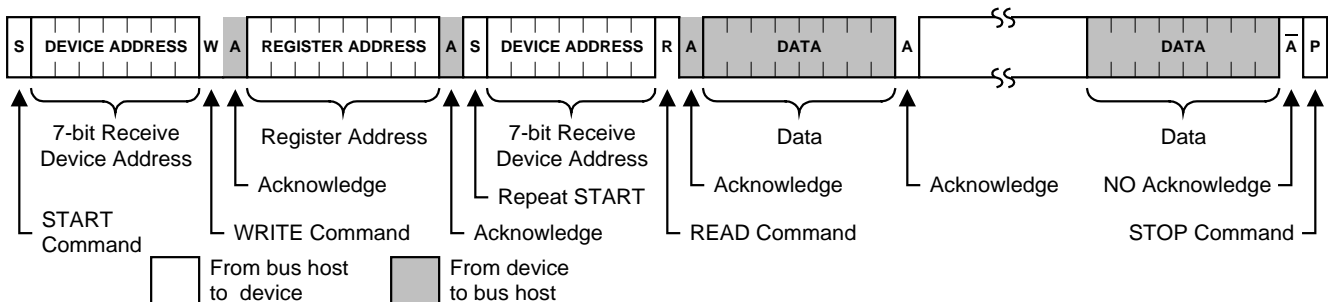 S DEVICE ADDRESS W A REGISTER ADDRESS A S DEVICE ADDRESS R A DATA A DATA A̅ P
7-bit Receive
Device Address
Register Address
7-bit Receive
Device Address
Data
Data
Acknowledge
Repeat START
Acknowledge
Acknowledge
NO Acknowledge
START
Command
WRITE Command
Acknowledge
READ Command
STOP Command
From bus host
to device
From device
to bus host